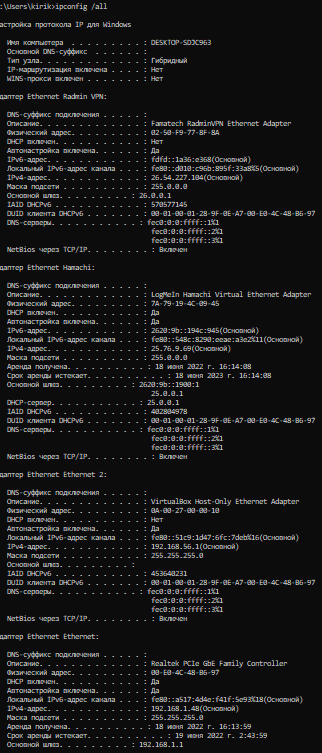 :\Users\kirik>ipconfig /all
астройка протокола IP для Windows
Имя компьютера . . . . . . . . . : DESKTOP-SDJC963
Основной DNS-суффикс . . . . . . :
Тип узла. . . . . . . . . . . . . : Гибридный
IP-маршрутизация включена . . . . : Нет
WINS-прокси включен . . . . . . . : Нет
даптер Ethernet Radmin VPN:
DNS-суффикс подключения . . . . . :
Описание. . . . . . . . . . . . . : Famatech RadminVPN Ethernet Adapter
Физический адрес. . . . . . . . . : 02-50-F9-77-8F-8A
DHCP включен. . . . . . . . . . . : Нет
Автонастройка включена. . . . . . : Да
IPv6-адрес. . . . . . . . . . . . : fdfd::1a36:e368(Основной)
Локальный IPv6-адрес канала . . . : fe80::d010:c96b:895f:33a8%5(Основной)
IPv4-адрес. . . . . . . . . . . . : 26.54.227.104(Основной)
Маска подсети . . . . . . . . . . : 255.0.0.0
Основной шлюз. . . . . . . . . : 26.0.0.1
IAID DHCPv6 . . . . . . . . . . . : 570577145
DUID клиента DHCPv6 . . . . . . . : 00-01-00-01-28-9F-0E-A7-00-E0-4C-48-B6-97
DNS-серверы. . . . . . . . . . . : fec0:0:0:ffff::1%1
fec0:0:0:ffff::2%1
fec0:0:0:ffff::3%1
NetBios через TCP/IP. . . . . . . . : Включен
даптер Ethernet Hamachi:
DNS-суффикс подключения . . . . . :
Описание. . . . . . . . . . . . . : LogMeIn Hamachi Virtual Ethernet Adapter
Физический адрес. . . . . . . . . : 7A-79-19-4C-09-45
DHCP включен. . . . . . . . . . . : Да
Автонастройка включена. . . . . . : Да
IPv6-адрес. . . . . . . . . . . . : 2620:9b::194c:945(Основной)
Локальный IPv6-адрес канала . . . : fe80::548c:8290:eeae:a3e2%11(Основной)
IPv4-адрес. . . . . . . . . . . . : 25.76.9.69(Основной)
Маска подсети . . . . . . . . . . : 255.0.0.0
Аренда получена. . . . . . . . . . : 18 июня 2022 г. 16:14:08
Срок аренды истекает. . . . . . . . . . : 18 июня 2023 г. 16:14:08
Основной шлюз. . . . . . . . . : 2620:9b::1900:1
25.0.0.1
DHCP-сервер. . . . . . . . . . . : 25.0.0.1
IAID DHCPv6 . . . . . . . . . . . : 402804978
DUID клиента DHCPv6 . . . . . . . : 00-01-00-01-28-9F-0E-A7-00-E0-4C-48-B6-97
DNS-серверы. . . . . . . . . . . : fec0:0:0:ffff::1%1
fec0:0:0:ffff::2%1
fec0:0:0:ffff::3%1
NetBios через TCP/IP. . . . . . . . : Включен
даптер Ethernet Ethernet 2:
DNS-суффикс подключения . . . . . :
Описание. . . . . . . . . . . . . : VirtualBox Host-Only Ethernet Adapter
Физический адрес. . . . . . . . . : 0A-00-27-00-00-10
DHCP включен. . . . . . . . . . . : Нет
Автонастройка включена. . . . . . : Да
Локальный IPv6-адрес канала . . . : fe80::51c9:1d47:6fc:7deb%16(Основной)
IPv4-адрес. . . . . . . . . . . . : 192.168.56.1(Основной)
Маска подсети . . . . . . . . . . : 255.255.255.0
Основной шлюз. . . . . . . . . :
IAID DHCPv6 . . . . . . . . . . . : 453640231
DUID клиента DHCPv6 . . . . . . . : 00-01-00-01-28-9F-0E-A7-00-E0-4C-48-B6-97
DNS-серверы. . . . . . . . . . . : fec0:0:0:ffff::1%1
fec0:0:0:ffff::2%1
fec0:0:0:ffff::3%1
NetBios через TCP/IP. . . . . . . . : Включен
даптер Ethernet Ethernet:
DNS-суффикс подключения . . . . . :
Описание. . . . . . . . . . . . . : Realtek PCIe GbE Family Controller
Физический адрес. . . . . . . . . : 00-E0-4C-48-B6-97
DHCP включен. . . . . . . . . . . : Да
Автонастройка включена. . . . . . : Да
Локальный IPv6-адрес канала . . . : fe80::a517:4d4e:f41f:5e93%18(Основной)
IPv4-адрес. . . . . . . . . . . . : 192.168.1.48(Основной)
Маска подсети . . . . . . . . . . : 255.255.255.0
Аренда получена. . . . . . . . . . : 18 июня 2022 г. 16:13:59
Срок аренды истекает. . . . . . . . . . : 19 июня 2022 г. 2:43:59
Основной шлюз. . . . . . . . . : 192.168.1.1